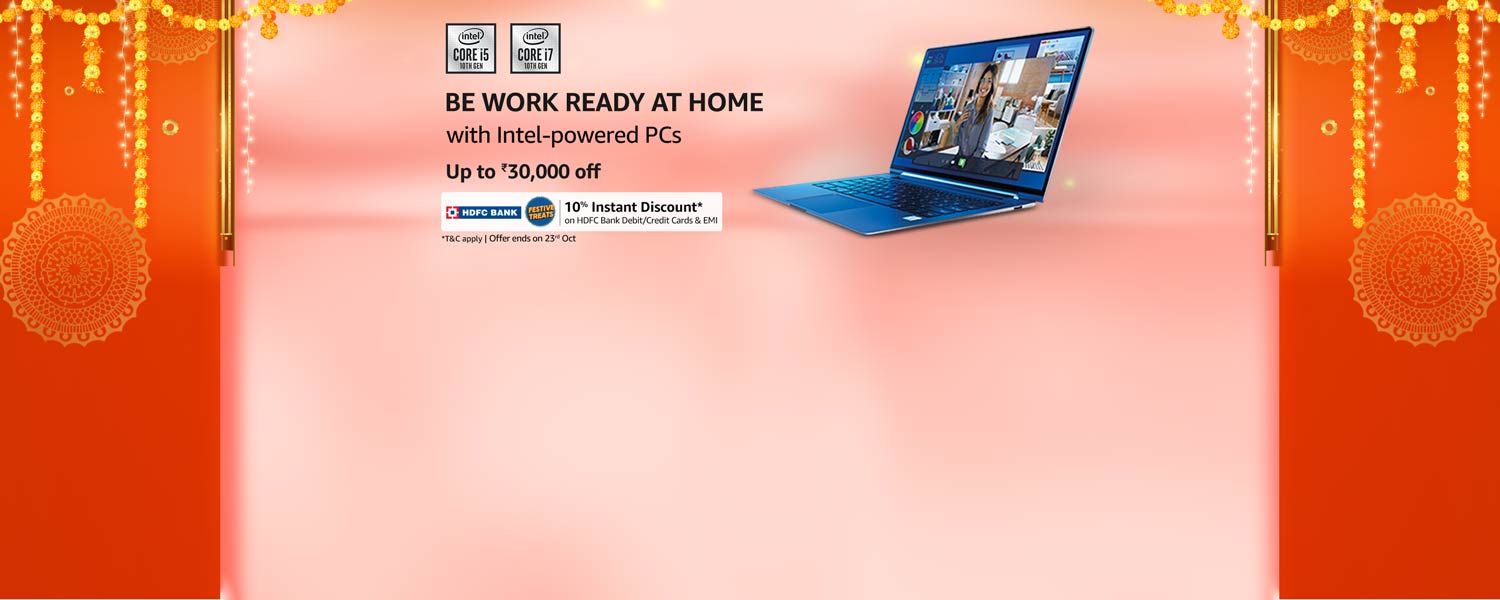 intel
CORE i5
10TH GEN
intel
CORE i7
10TH GEN
BE WORK READY AT HOME
with Intel-powered PCs
Up to ₹30,000 off
HDFC BANK
FESTIVE
TREATS
10% Instant Discount*
on HDFC Bank Debit/Credit Cards & EMI
*T&C apply | Offer ends on 23rd Oct